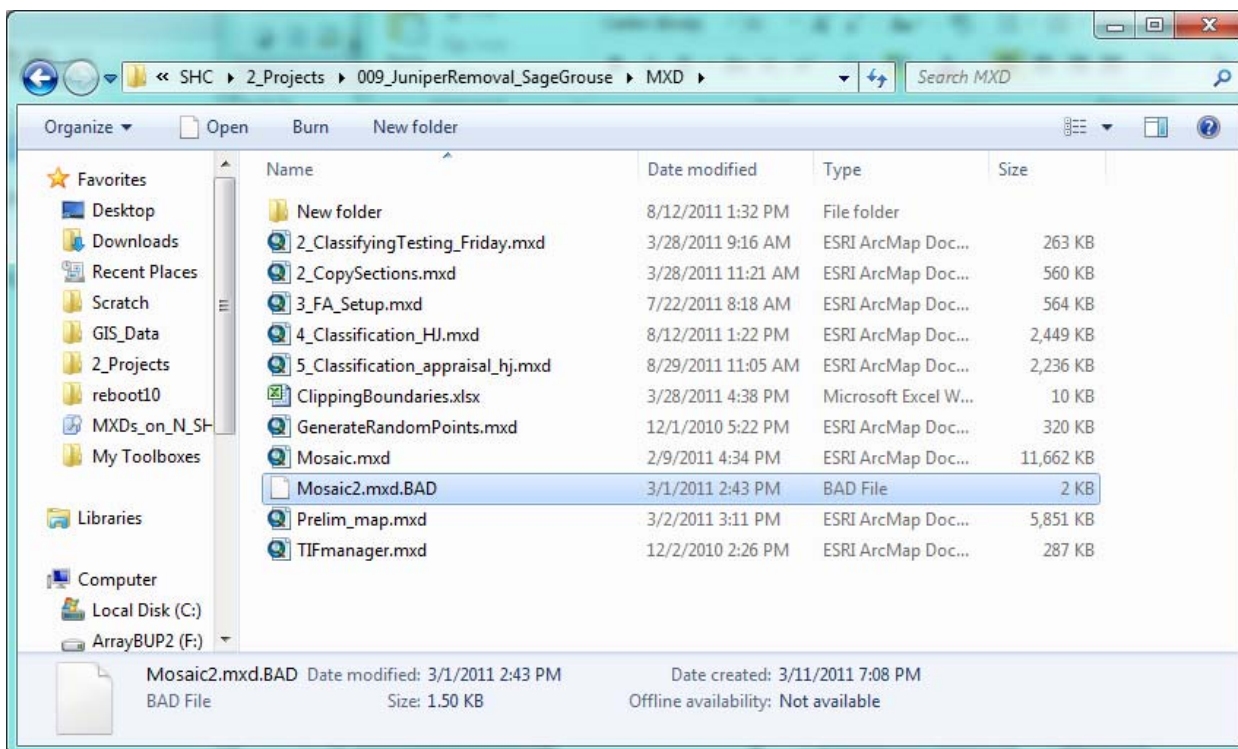 « SHC ▸ 2_Projects ▸ 009_JuniperRemoval_SageGrouse ▸ MXD ▸ Search MXD
Organize Open Burn New folder
Favorites
Desktop
Downloads
Recent Places
Scratch
GIS_Data
2_Projects
reboot10
MXDs_on_N_SH
My Toolboxes
Libraries
Computer
Local Disk (C:)
ArrayBUP2 (F:)
Name Date modified Type Size
New folder 8/12/2011 1:32 PM File folder
2_ClassifyingTesting_Friday.mxd 3/28/2011 9:16 AM ESRI ArcMap Doc... 263 KB
2_CopySections.mxd 3/28/2011 11:21 AM ESRI ArcMap Doc... 560 KB
3_FA_Setup.mxd 7/22/2011 8:18 AM ESRI ArcMap Doc... 564 KB
4_Classification_HJ.mxd 8/12/2011 1:22 PM ESRI ArcMap Doc... 2,449 KB
5_Classification_appraisal_hj.mxd 8/29/2011 11:05 AM ESRI ArcMap Doc... 2,236 KB
ClippingBoundaries.xlsx 3/28/2011 4:38 PM Microsoft Excel W... 10 KB
GenerateRandomPoints.mxd 12/1/2010 5:22 PM ESRI ArcMap Doc... 320 KB
Mosaic.mxd 2/9/2011 4:34 PM ESRI ArcMap Doc... 11,662 KB
Mosaic2.mxd.BAD 3/1/2011 2:43 PM BAD File 2 KB
Prelim_map.mxd 3/2/2011 3:11 PM ESRI ArcMap Doc... 5,851 KB
TIFmanager.mxd 12/2/2010 2:26 PM ESRI ArcMap Doc... 287 KB
Mosaic2.mxd.BAD Date modified: 3/1/2011 2:43 PM Date created: 3/11/2011 7:08 PM
BAD File Size: 1.50 KB Offline availability: Not available